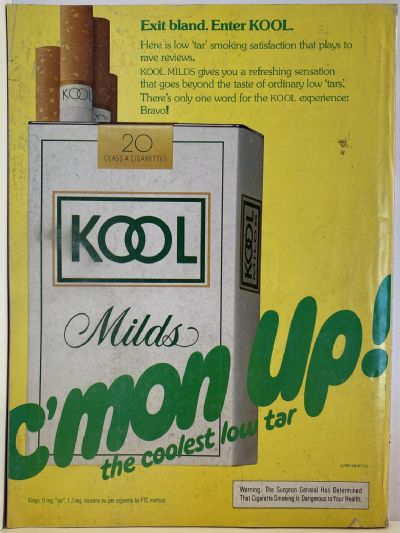 Exit bland. Enter KOOL.
Here is low 'tar' smoking satisfaction that plays to
rave reviews.
KOOL MILDS gives you a refreshing sensation
that goes beyond the taste of ordinary low 'tars.'
There's only one word for the KOOL experience:
Bravo!
KOOL
20
CLASS A CIGARETTES
KOOL
KOOL
MILDS
Milds
C'mon up!
the coolest low tar
Kings, 11 mg. "tar", 1.1 mg. nicotine av. per cigarette by FTC method.
Warning: The Surgeon General Has Determined
That Cigarette Smoking Is Dangerous to Your Health.